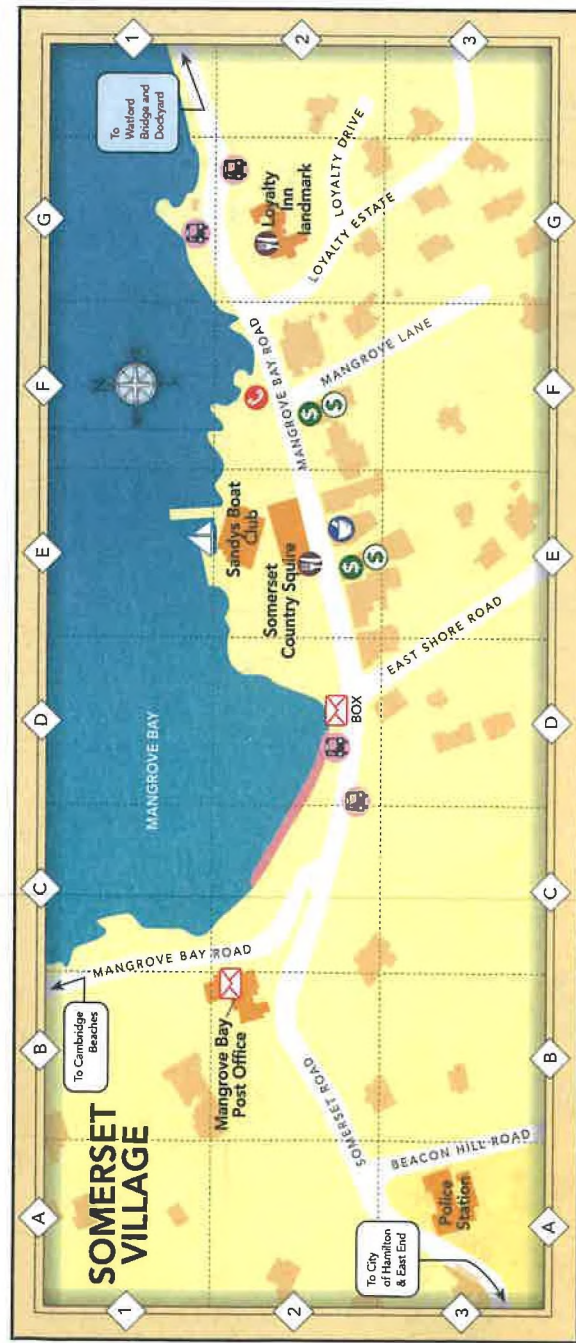 SOMERSET
VILLAGE
A
B
C
D
E
F
G
1
2
3
To Cambridge
Beaches
MANGROVE BAY
MANGROVE BAY ROAD
Mangrove Bay
Post Office
SOMERSET ROAD
BEACON HILL ROAD
Police
Station
To City
of Hamilton
& East End
BOX
EAST SHORE ROAD
Sandys Boat
Club
Somerset
Country Squire
$
$
$
$
MANGROVE BAY ROAD
MANGROVE LANE
N
Loyalty
Inn
landmark
LOYALTY DRIVE
LOYALTY ESTATE
To
Watford
Bridge and
Dockyard
1
2
3
A
B
C
D
E
F
G